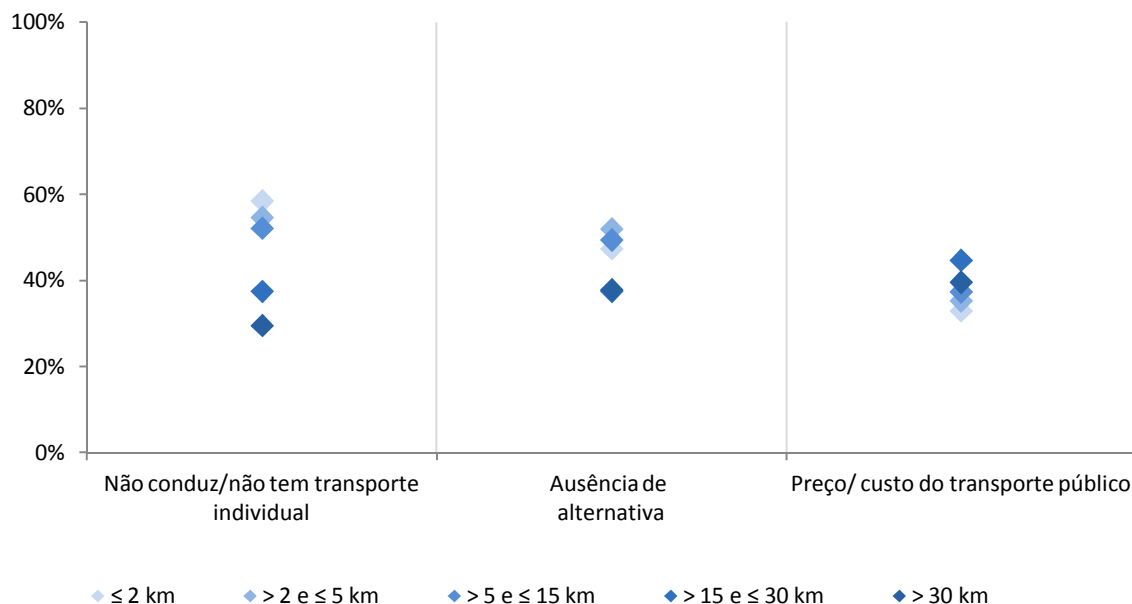 100%
80%
60%
40%
20%
0%
Não conduz/não tem transporte
individual
Ausência de
alternativa
Preço/ custo do transporte público
≤ 2 km
> 2 e ≤ 5 km
> 5 e ≤ 15 km
> 15 e ≤ 30 km
> 30 km